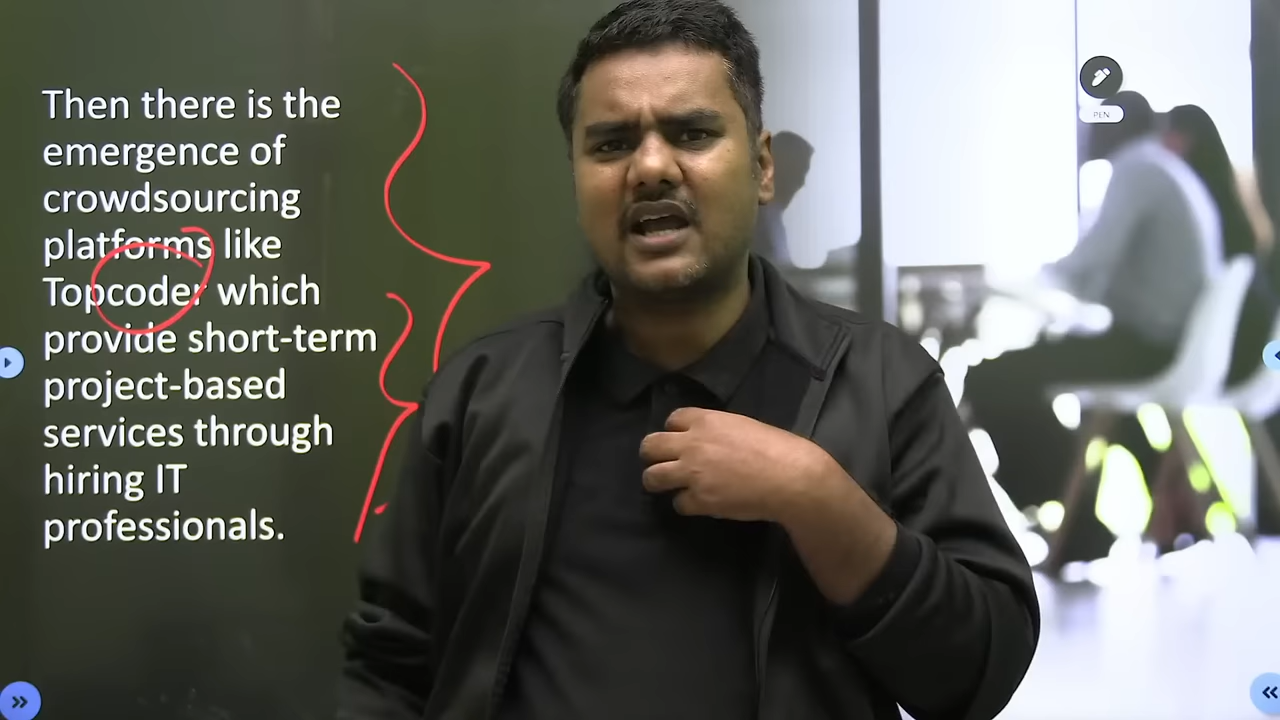 Then there is the
emergence of
crowdsourcing
platforms like
Topcoder which
provide short-term
project-based
services through
hiring IT
professionals.
PEN